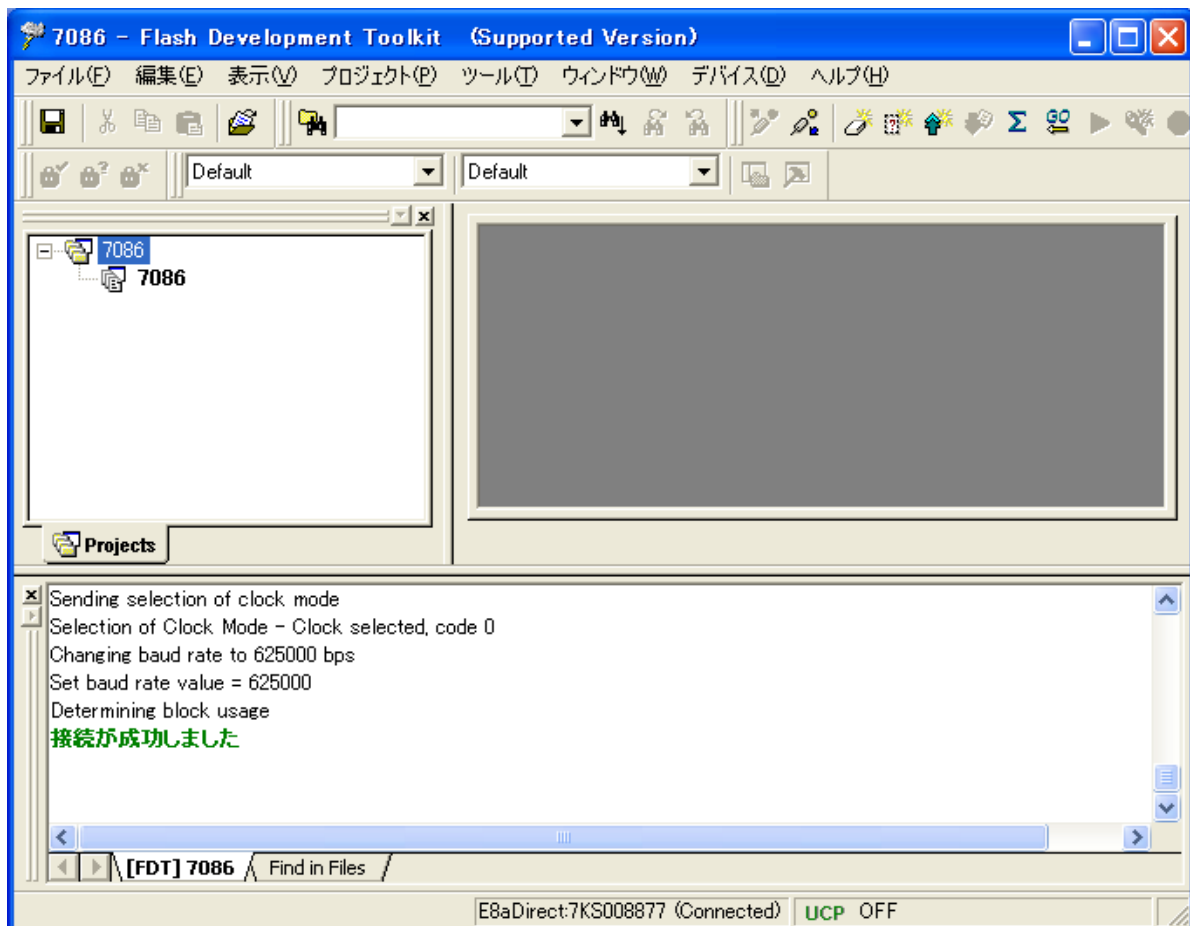 7086 - Flash Development Toolkit (Supported Version)
ファイル(F) 編集(E) 表示(V) プロジェクト(P) ツール(T) ウィンドウ(W) デバイス(D) ヘルプ(H)
Default Default
7086
7086
Projects
Sending selection of clock mode
Selection of Clock Mode - Clock selected, code 0
Changing baud rate to 625000 bps
Set baud rate value = 625000
Determining block usage
接続が成功しました
[FDT] 7086 Find in Files
E8aDirect:7KS008877 (Connected) UCP OFF